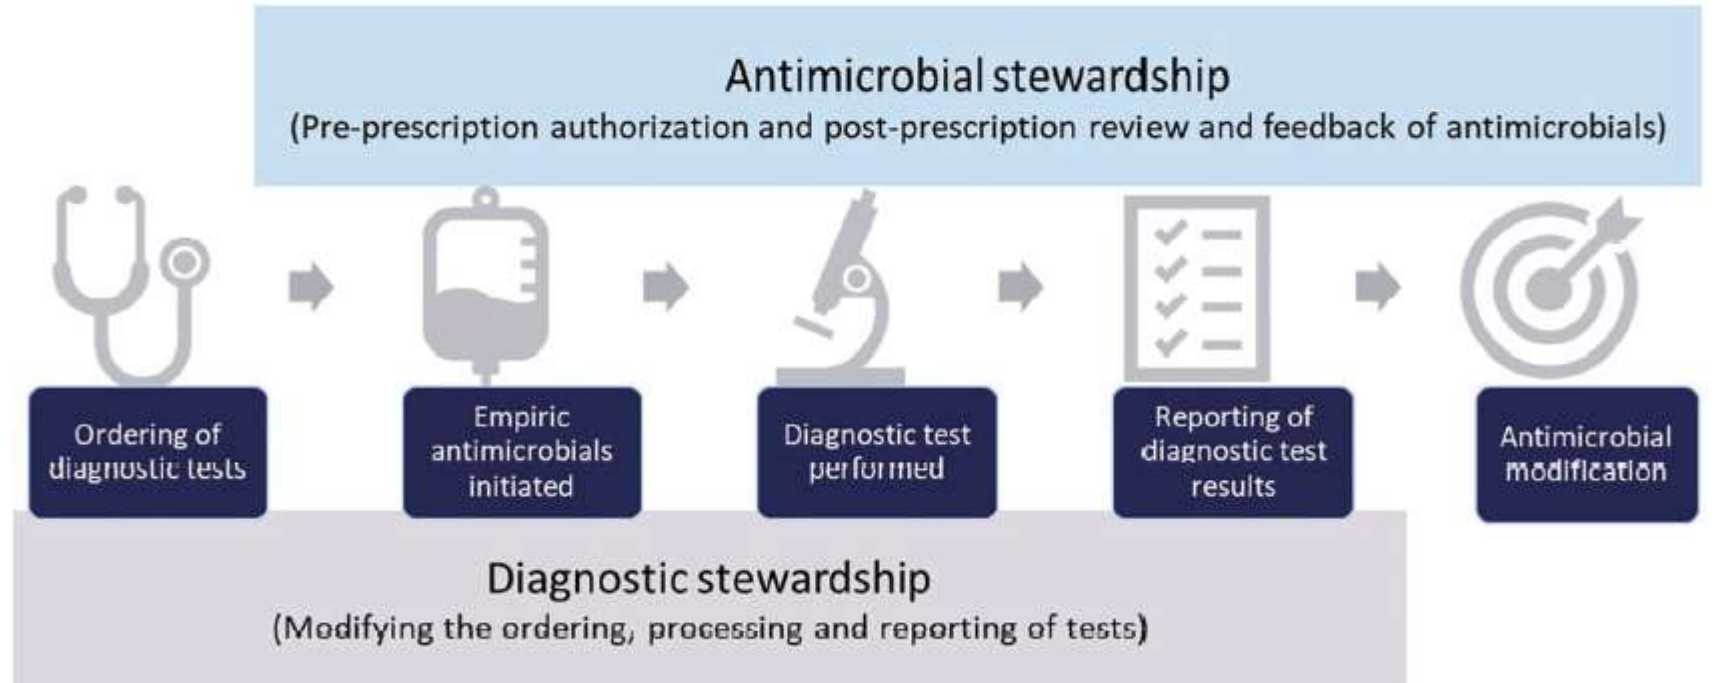 Antimicrobial stewardship
(Pre-prescription authorization and post-prescription review and feedback of antimicrobials)
Ordering of
diagnostic tests
Empiric
antimicrobials
initiated
Diagnostic test
performed
Reporting of
diagnostic test
results
Antimicrobial
modification
Diagnostic stewardship
(Modifying the ordering, processing and reporting of tests)